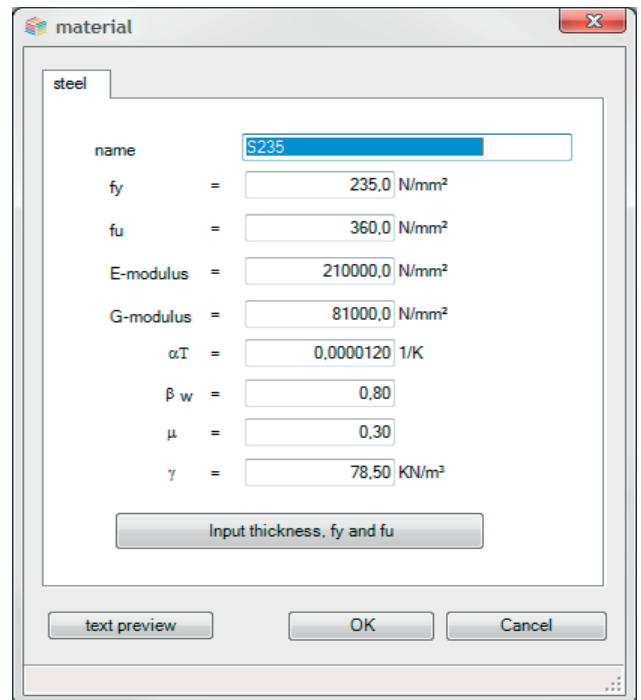 material
steel
name S235
fy = 235,0 N/mm²
fu = 360,0 N/mm²
E-modulus = 210000,0 N/mm²
G-modulus = 81000,0 N/mm²
αT = 0,0000120 1/K
β w = 0,80
μ = 0,30
γ = 78,50 KN/m³
Input thickness, fy and fu
text preview OK Cancel